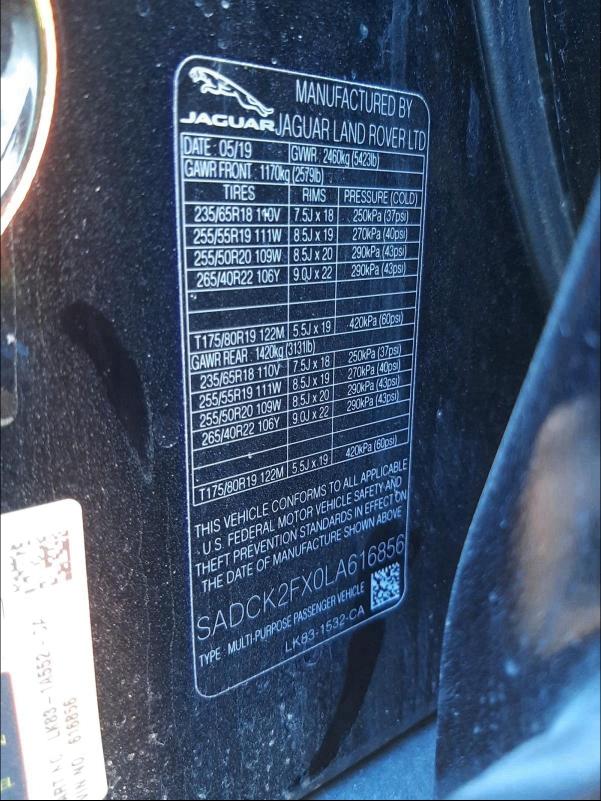 MANUFACTURED BY
JAGUAR JAGUAR LAND ROVER LTD
DATE : 05/19 GVWR : 2460kg (5423lb)
GAWR FRONT : 1170kg (2579lb)
TIRES RIMS PRESSURE (COLD)
235/65R18 110V 7.5J x 18 250kPa (37psi)
255/55R19 111W 8.5J x 19 270kPa (40psi)
255/50R20 109W 8.5J x 20 290kPa (43psi)
265/40R22 106Y 9.0J x 22 290kPa (43psi)
T175/80R19 122M 5.5J x 19 420kPa (60psi)
GAWR REAR : 1420kg (3131lb)
235/65R18 110V 7.5J x 18 250kPa (37psi)
255/55R19 111W 8.5J x 19 270kPa (40psi)
255/50R20 109W 8.5J x 20 290kPa (43psi)
265/40R22 106Y 9.0J x 22 290kPa (43psi)
T175/80R19 122M 5.5J x 19 420kPa (60psi)
THIS VEHICLE CONFORMS TO ALL APPLICABLE
U.S. FEDERAL MOTOR VEHICLE SAFETY AND
THEFT PREVENTION STANDARDS IN EFFECT ON
THE DATE OF MANUFACTURE SHOWN ABOVE
SADCK2FX0LA616856
TYPE : MULTI-PURPOSE PASSENGER VEHICLE
LK83-1532-CA
LK83 - 1A552 -
NO 616856